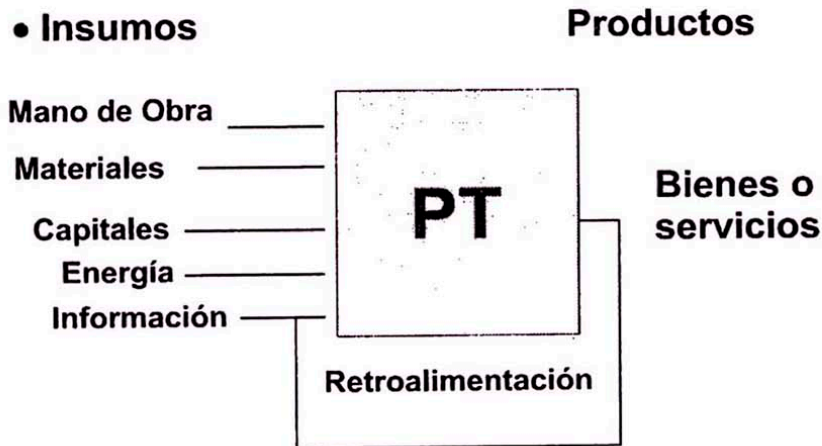 • Insumos
Productos
Mano de Obra
Materiales
Capitales
Energía
Información
PT
Bienes o
servicios
Retroalimentación